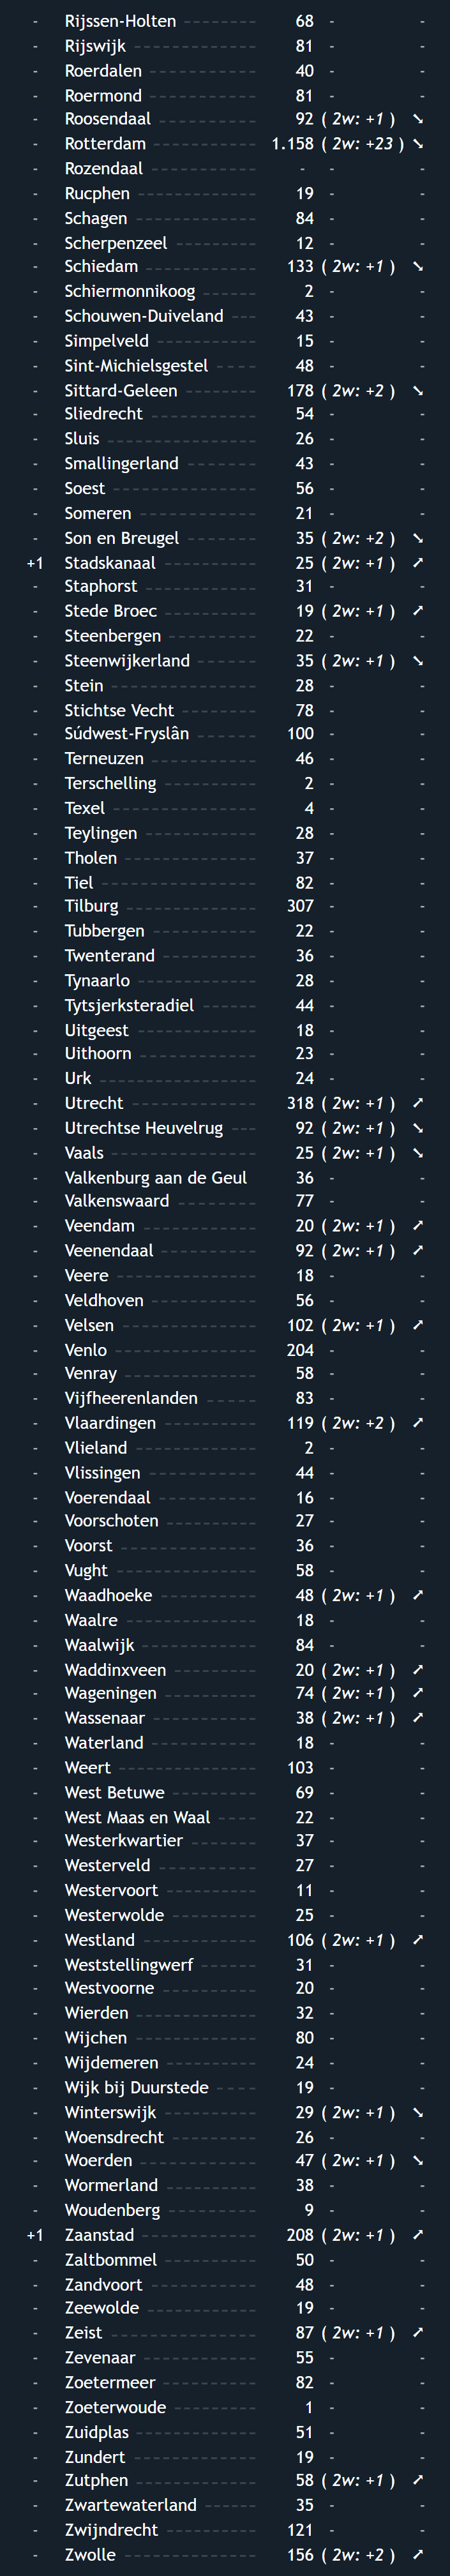 - Rijssen-Holten 68 - -
- Rijswijk 81 - -
- Roerdalen 40 - -
- Roermond 81 - -
- Roosendaal 92 ( 2w: +1 ) ➘
- Rotterdam 1.158 ( 2w: +23 ) ➘
- Rozendaal - - -
- Rucphen 19 - -
- Schagen 84 - -
- Scherpenzeel 12 - -
- Schiedam 133 ( 2w: +1 ) ➘
- Schiermonnikoog 2 - -
- Schouwen-Duiveland 43 - -
- Simpelveld 15 - -
- Sint-Michielsgestel 48 - -
- Sittard-Geleen 178 ( 2w: +2 ) ➘
- Sliedrecht 54 - -
- Sluis 26 - -
- Smallingerland 43 - -
- Soest 56 - -
- Someren 21 - -
- Son en Breugel 35 ( 2w: +2 ) ➘
+1 Stadskanaal 25 ( 2w: +1 ) ➚
- Staphorst 31 - -
- Stede Broec 19 ( 2w: +1 ) ➚
- Steenbergen 22 - -
- Steenwijkerland 35 ( 2w: +1 ) ➘
- Stein 28 - -
- Stichtse Vecht 78 - -
- Súdwest-Fryslân 100 - -
- Terneuzen 46 - -
- Terschelling 2 - -
- Texel 4 - -
- Teylingen 28 - -
- Tholen 37 - -
- Tiel 82 - -
- Tilburg 307 - -
- Tubbergen 22 - -
- Twenterand 36 - -
- Tynaarlo 28 - -
- Tytsjerksteradiel 44 - -
- Uitgeest 18 - -
- Uithoorn 23 - -
- Urk 24 - -
- Utrecht 318 ( 2w: +1 ) ➚
- Utrechtse Heuvelrug 92 ( 2w: +1 ) ➘
- Vaals 25 ( 2w: +1 ) ➘
- Valkenburg aan de Geul 36 - -
- Valkenswaard 77 - -
- Veendam 20 ( 2w: +1 ) ➚
- Veenendaal 92 ( 2w: +1 ) ➚
- Veere 18 - -
- Veldhoven 56 - -
- Velsen 102 ( 2w: +1 ) ➚
- Venlo 204 - -
- Venray 58 - -
- Vijfheerenlanden 83 - -
- Vlaardingen 119 ( 2w: +2 ) ➚
- Vlieland 2 - -
- Vlissingen 44 - -
- Voerendaal 16 - -
- Voorschoten 27 - -
- Voorst 36 - -
- Vught 58 - -
- Waadhoeke 48 ( 2w: +1 ) ➚
- Waalre 18 - -
- Waalwijk 84 - -
- Waddinxveen 20 ( 2w: +1 ) ➚
- Wageningen 74 ( 2w: +1 ) ➚
- Wassenaar 38 ( 2w: +1 ) ➚
- Waterland 18 - -
- Weert 103 - -
- West Betuwe 69 - -
- West Maas en Waal 22 - -
- Westerkwartier 37 - -
- Westerveld 27 - -
- Westervoort 11 - -
- Westerwolde 25 - -
- Westland 106 ( 2w: +1 ) ➚
- Weststellingwerf 31 - -
- Westvoorne 20 - -
- Wierden 32 - -
- Wijchen 80 - -
- Wijdemeren 24 - -
- Wijk bij Duurstede 19 - -
- Winterswijk 29 ( 2w: +1 ) ➘
- Woensdrecht 26 - -
- Woerden 47 ( 2w: +1 ) ➘
- Wormerland 38 - -
- Woudenberg 9 - -
+1 Zaanstad 208 ( 2w: +1 ) ➚
- Zaltbommel 50 - -
- Zandvoort 48 - -
- Zeewolde 19 - -
- Zeist 87 ( 2w: +1 ) ➚
- Zevenaar 55 - -
- Zoetermeer 82 - -
- Zoeterwoude 1 - -
- Zuidplas 51 - -
- Zundert 19 - -
- Zutphen 58 ( 2w: +1 ) ➚
- Zwartewaterland 35 - -
- Zwijndrecht 121 - -
- Zwolle 156 ( 2w: +2 ) ➚